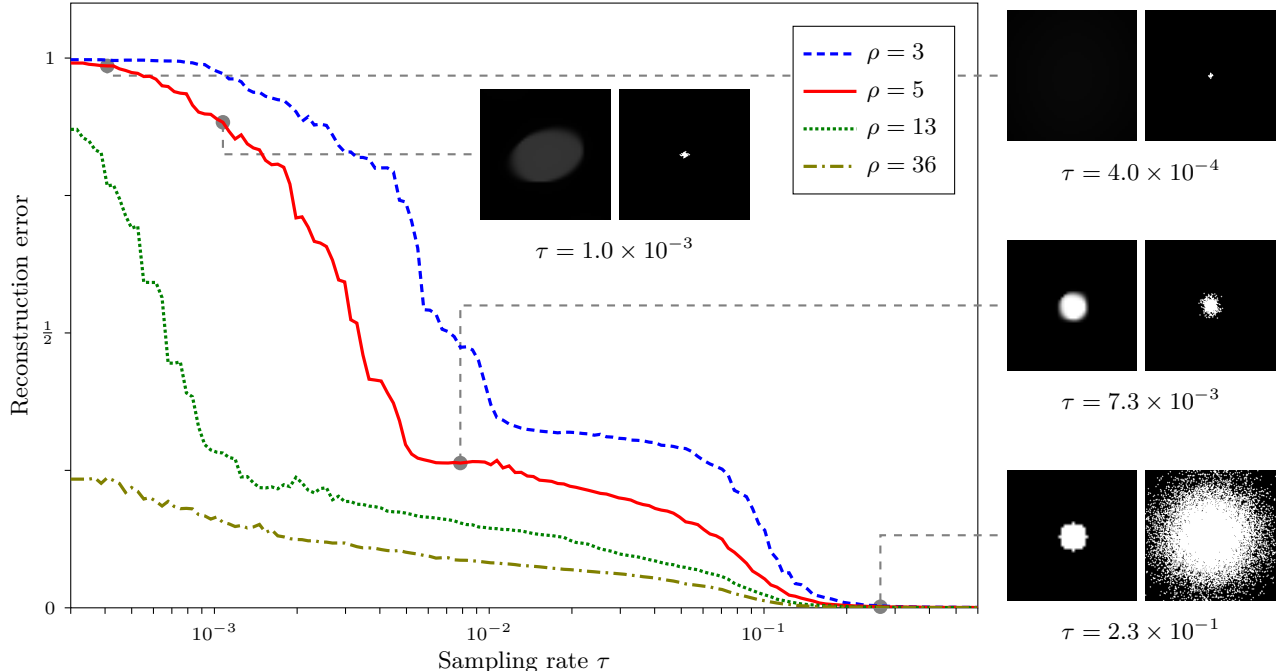 Reconstruction error
1
1/2
0
10⁻³
10⁻²
10⁻¹
Sampling rate τ
ρ = 3
ρ = 5
ρ = 13
ρ = 36
τ = 1.0 × 10⁻³
τ = 4.0 × 10⁻⁴
τ = 7.3 × 10⁻³
τ = 2.3 × 10⁻¹